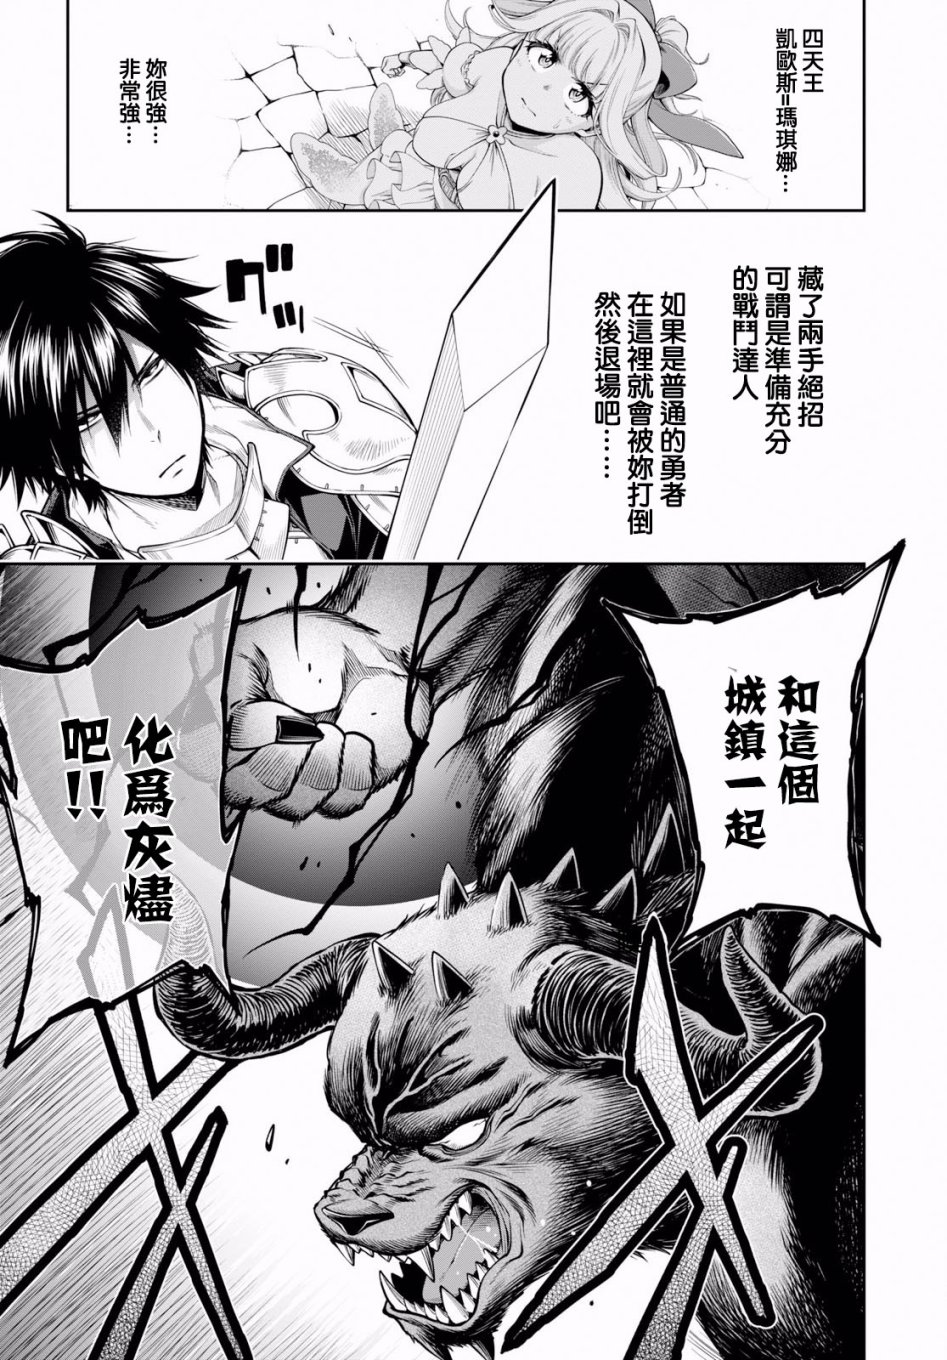 四天王
凱歐斯=瑪琪娜…
妳很強…
非常強…
藏了兩手絕招
可謂是準備充分
的戰鬥達人
如果是普通的勇者
在這裡就會被妳打倒
然後退場吧……
ググ
和這個
城鎮一起
化爲灰燼
吧!!